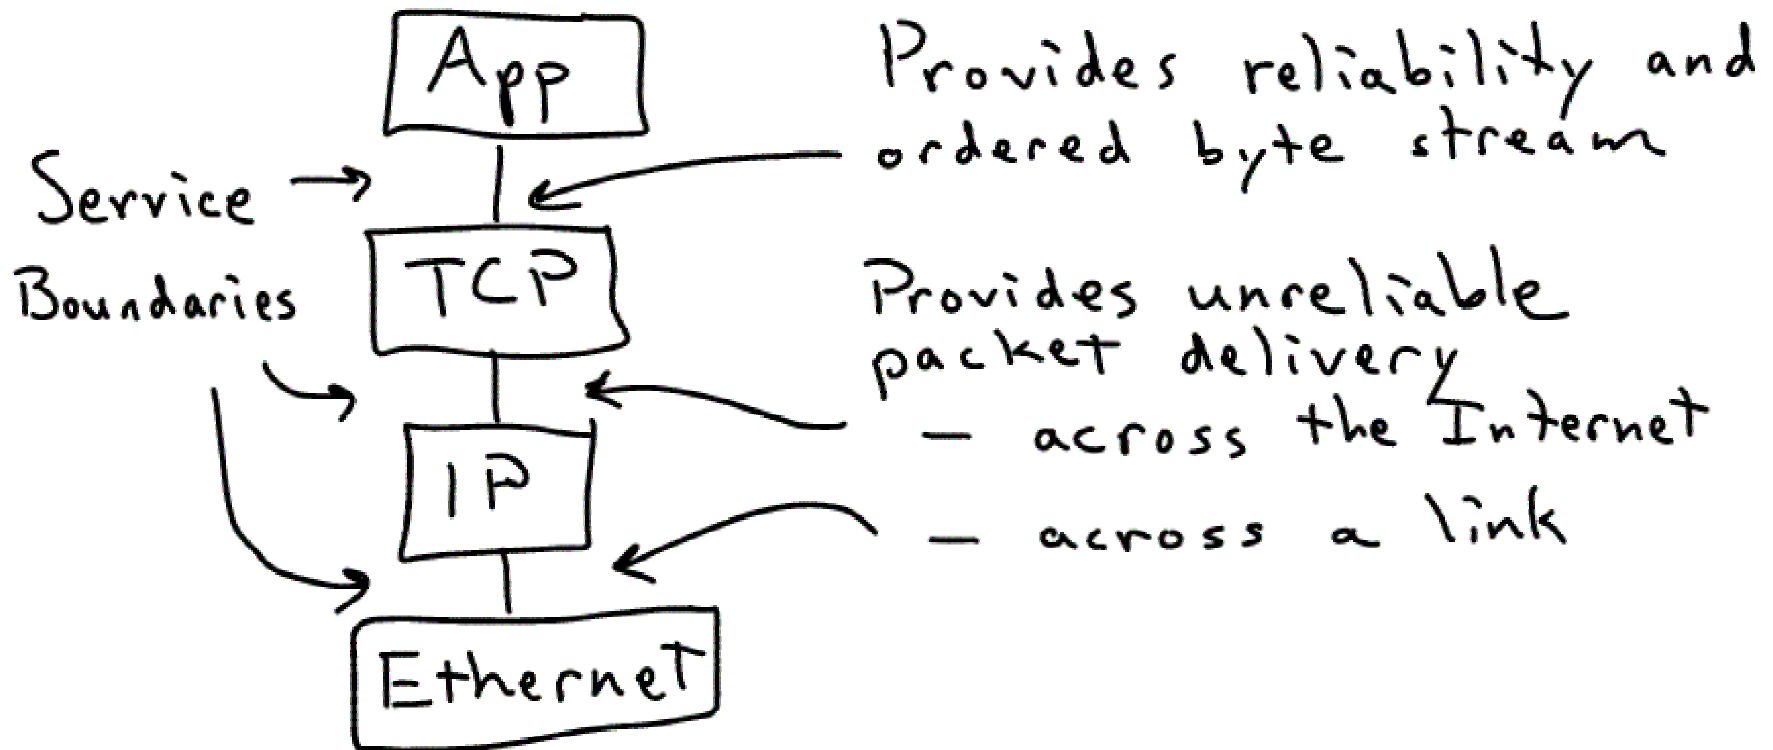 App
Provides reliability and
ordered byte stream
Service
Boundaries
TCP
Provides unreliable
packet delivery
- across the Internet
IP
- across a link
Ethernet